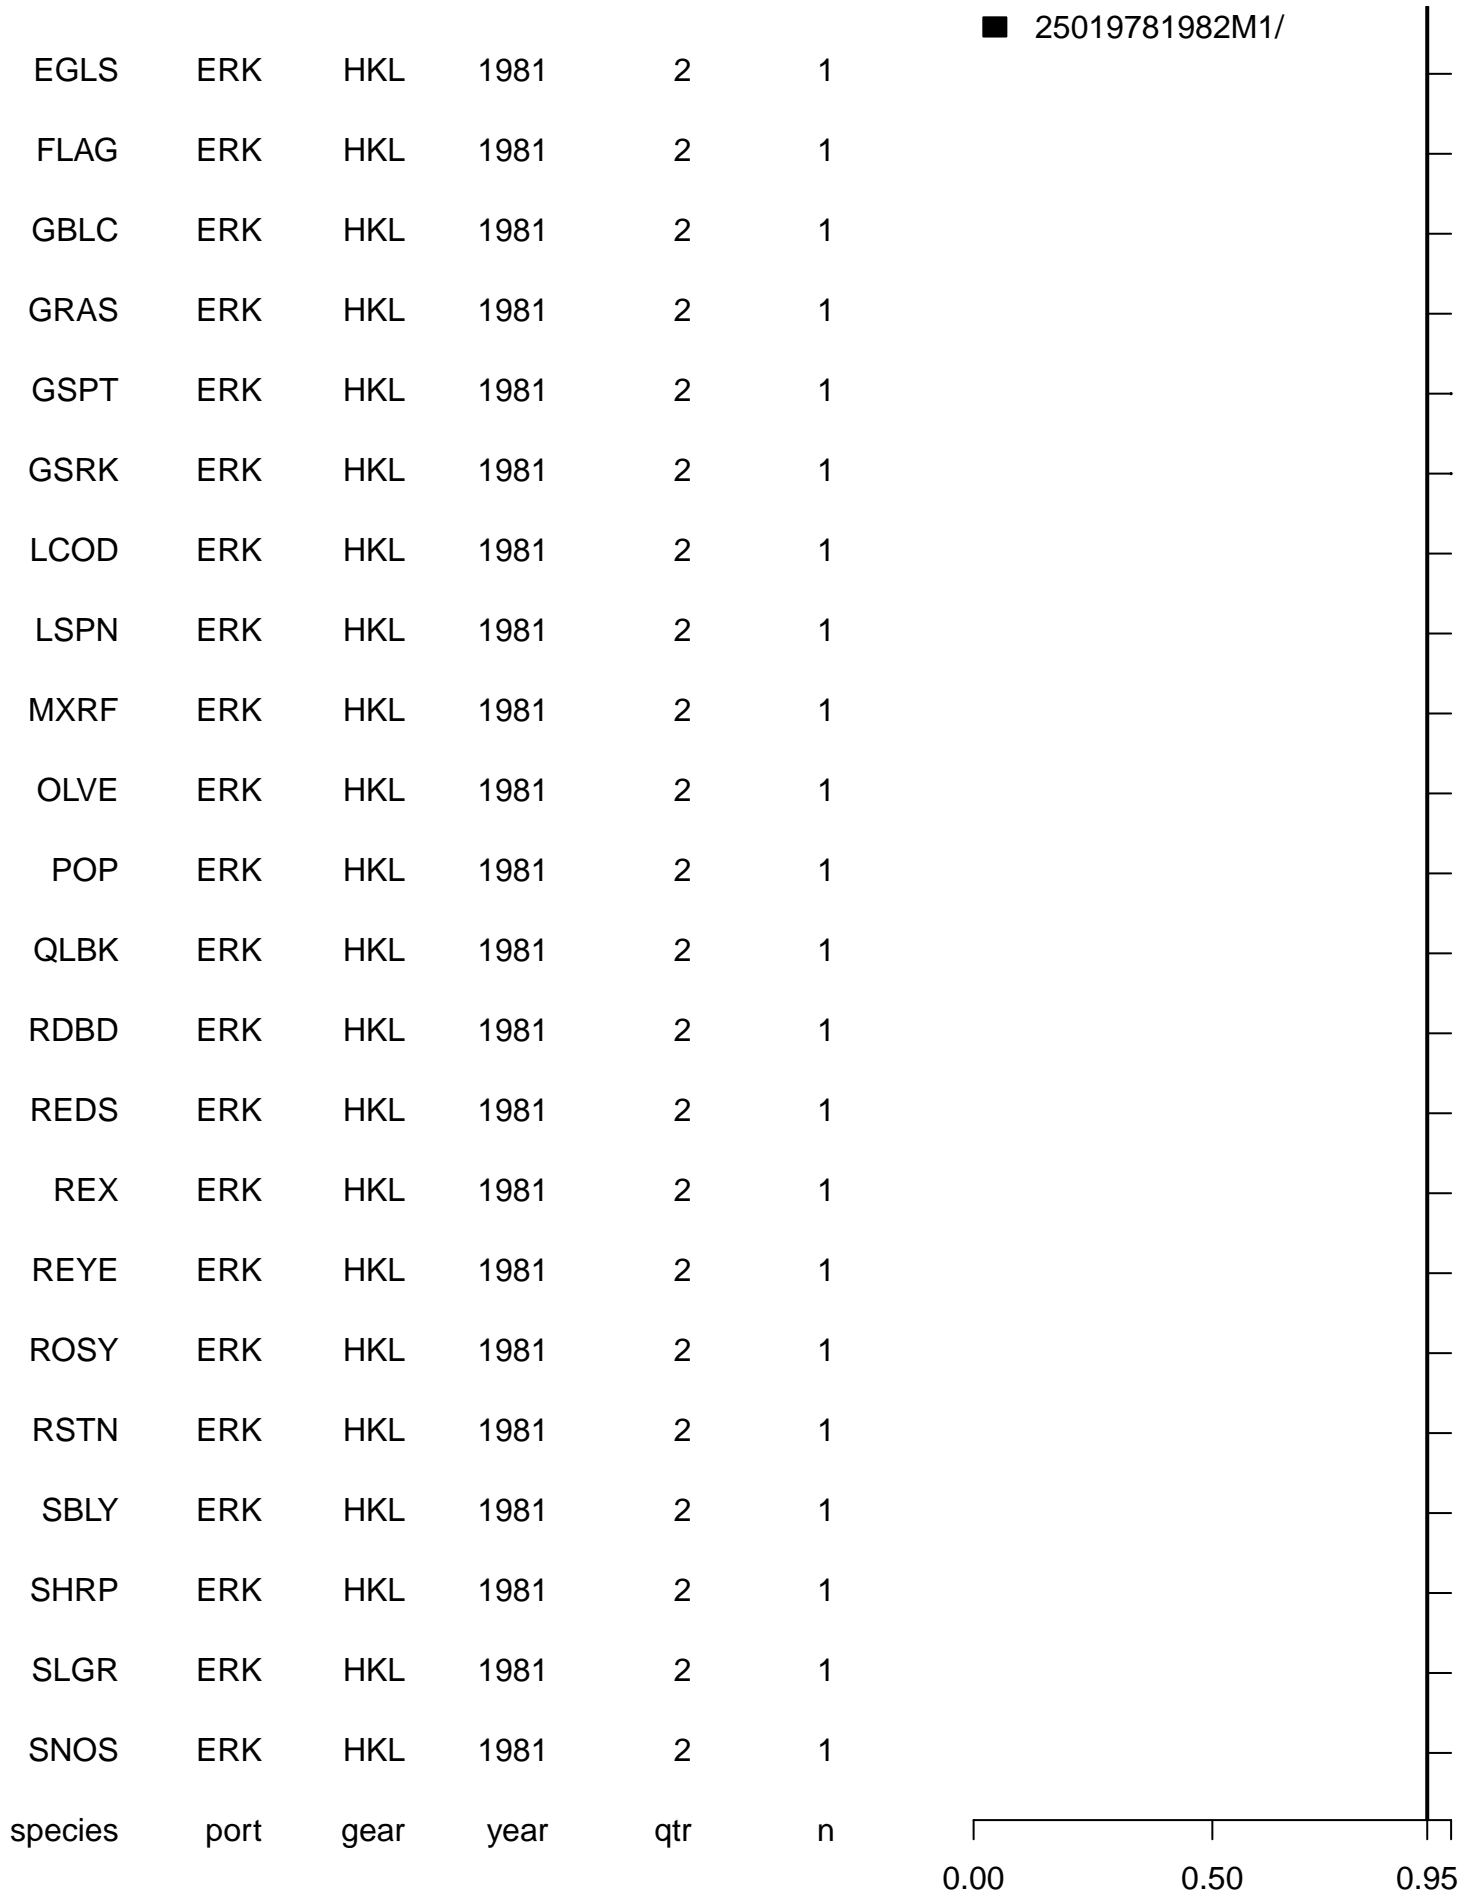 25019781982M1/
EGLS ERK HKL 1981 2 1
FLAG ERK HKL 1981 2 1
GBLC ERK HKL 1981 2 1
GRAS ERK HKL 1981 2 1
GSPT ERK HKL 1981 2 1
GSRK ERK HKL 1981 2 1
LCOD ERK HKL 1981 2 1
LSPN ERK HKL 1981 2 1
MXRF ERK HKL 1981 2 1
OLVE ERK HKL 1981 2 1
POP ERK HKL 1981 2 1
QLBK ERK HKL 1981 2 1
RDBD ERK HKL 1981 2 1
REDS ERK HKL 1981 2 1
REX ERK HKL 1981 2 1
REYE ERK HKL 1981 2 1
ROSY ERK HKL 1981 2 1
RSTN ERK HKL 1981 2 1
SBLY ERK HKL 1981 2 1
SHRP ERK HKL 1981 2 1
SLGR ERK HKL 1981 2 1
SNOS ERK HKL 1981 2 1
species port gear year qtr n
0.00 0.50 0.95